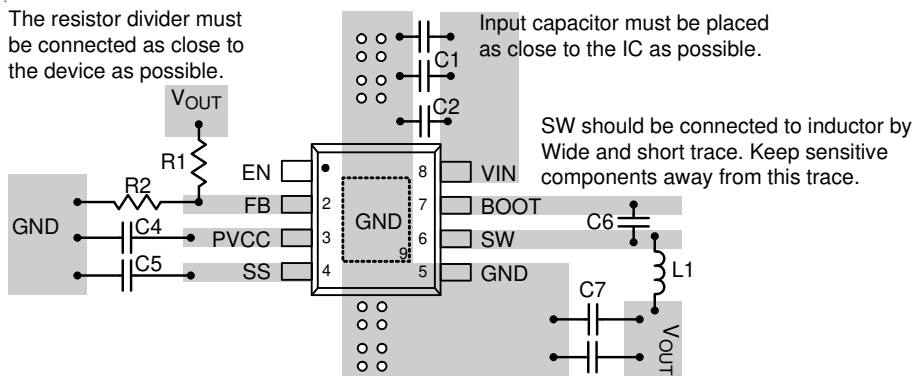 The resistor divider must
be connected as close to
the device as possible.
Input capacitor must be placed
as close to the IC as possible.
C1
C2
VOUT
SW should be connected to inductor by
Wide and short trace. Keep sensitive
components away from this trace.
R1
EN
8
VIN
R2
FB
2
7
BOOT
GND
GND
C4
PVCC
3
6
SW
C6
9
C5
SS
4
5
GND
L1
C7
VOUT